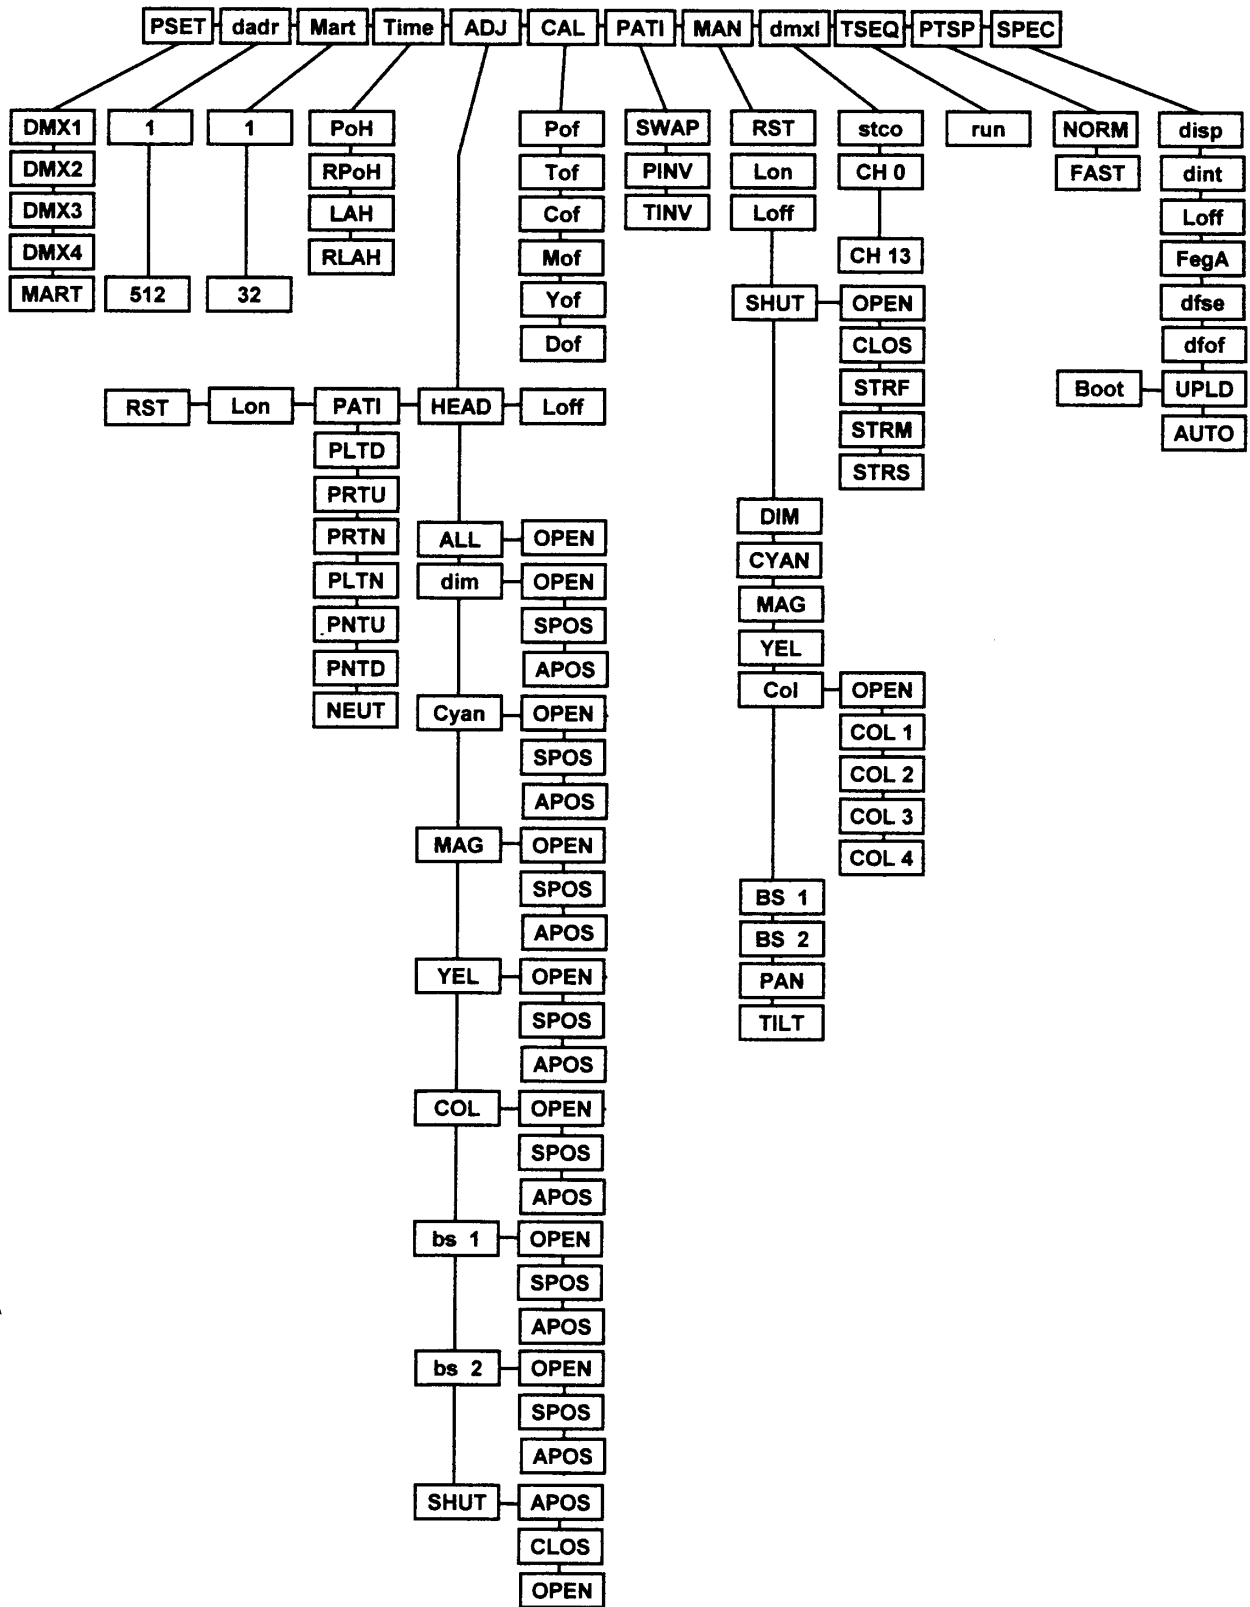 PSET dadr Mart Time ADJ CAL PATI MAN dmxl TSEQ PTSP SPEC
DMX1 1 1 PoH Pof SWAP RST stco run NORM disp
DMX2 RPoH Tof PINV Lon CH 0 FAST dint
DMX3 LAH Cof TINV Loff Loff
DMX4 RLAH Mof CH 13 FegA
MART 512 32 Yof SHUT OPEN dfse
Dof CLOS dfof
RST Lon PATI HEAD Loff STRF Boot UPLD
PLTD STRM AUTO
PRTU STRS
PRTN ALL OPEN DIM
PLTN dim OPEN CYAN
PNTU SPOS MAG
PNTD APOS YEL
NEUT Cyan OPEN Col OPEN
SPOS COL 1
APOS COL 2
MAG OPEN COL 3
SPOS COL 4
APOS BS 1
YEL OPEN BS 2
SPOS PAN
APOS TILT
COL OPEN
SPOS
APOS
bs 1 OPEN
SPOS
APOS
bs 2 OPEN
SPOS
APOS
SHUT APOS
CLOS
OPEN